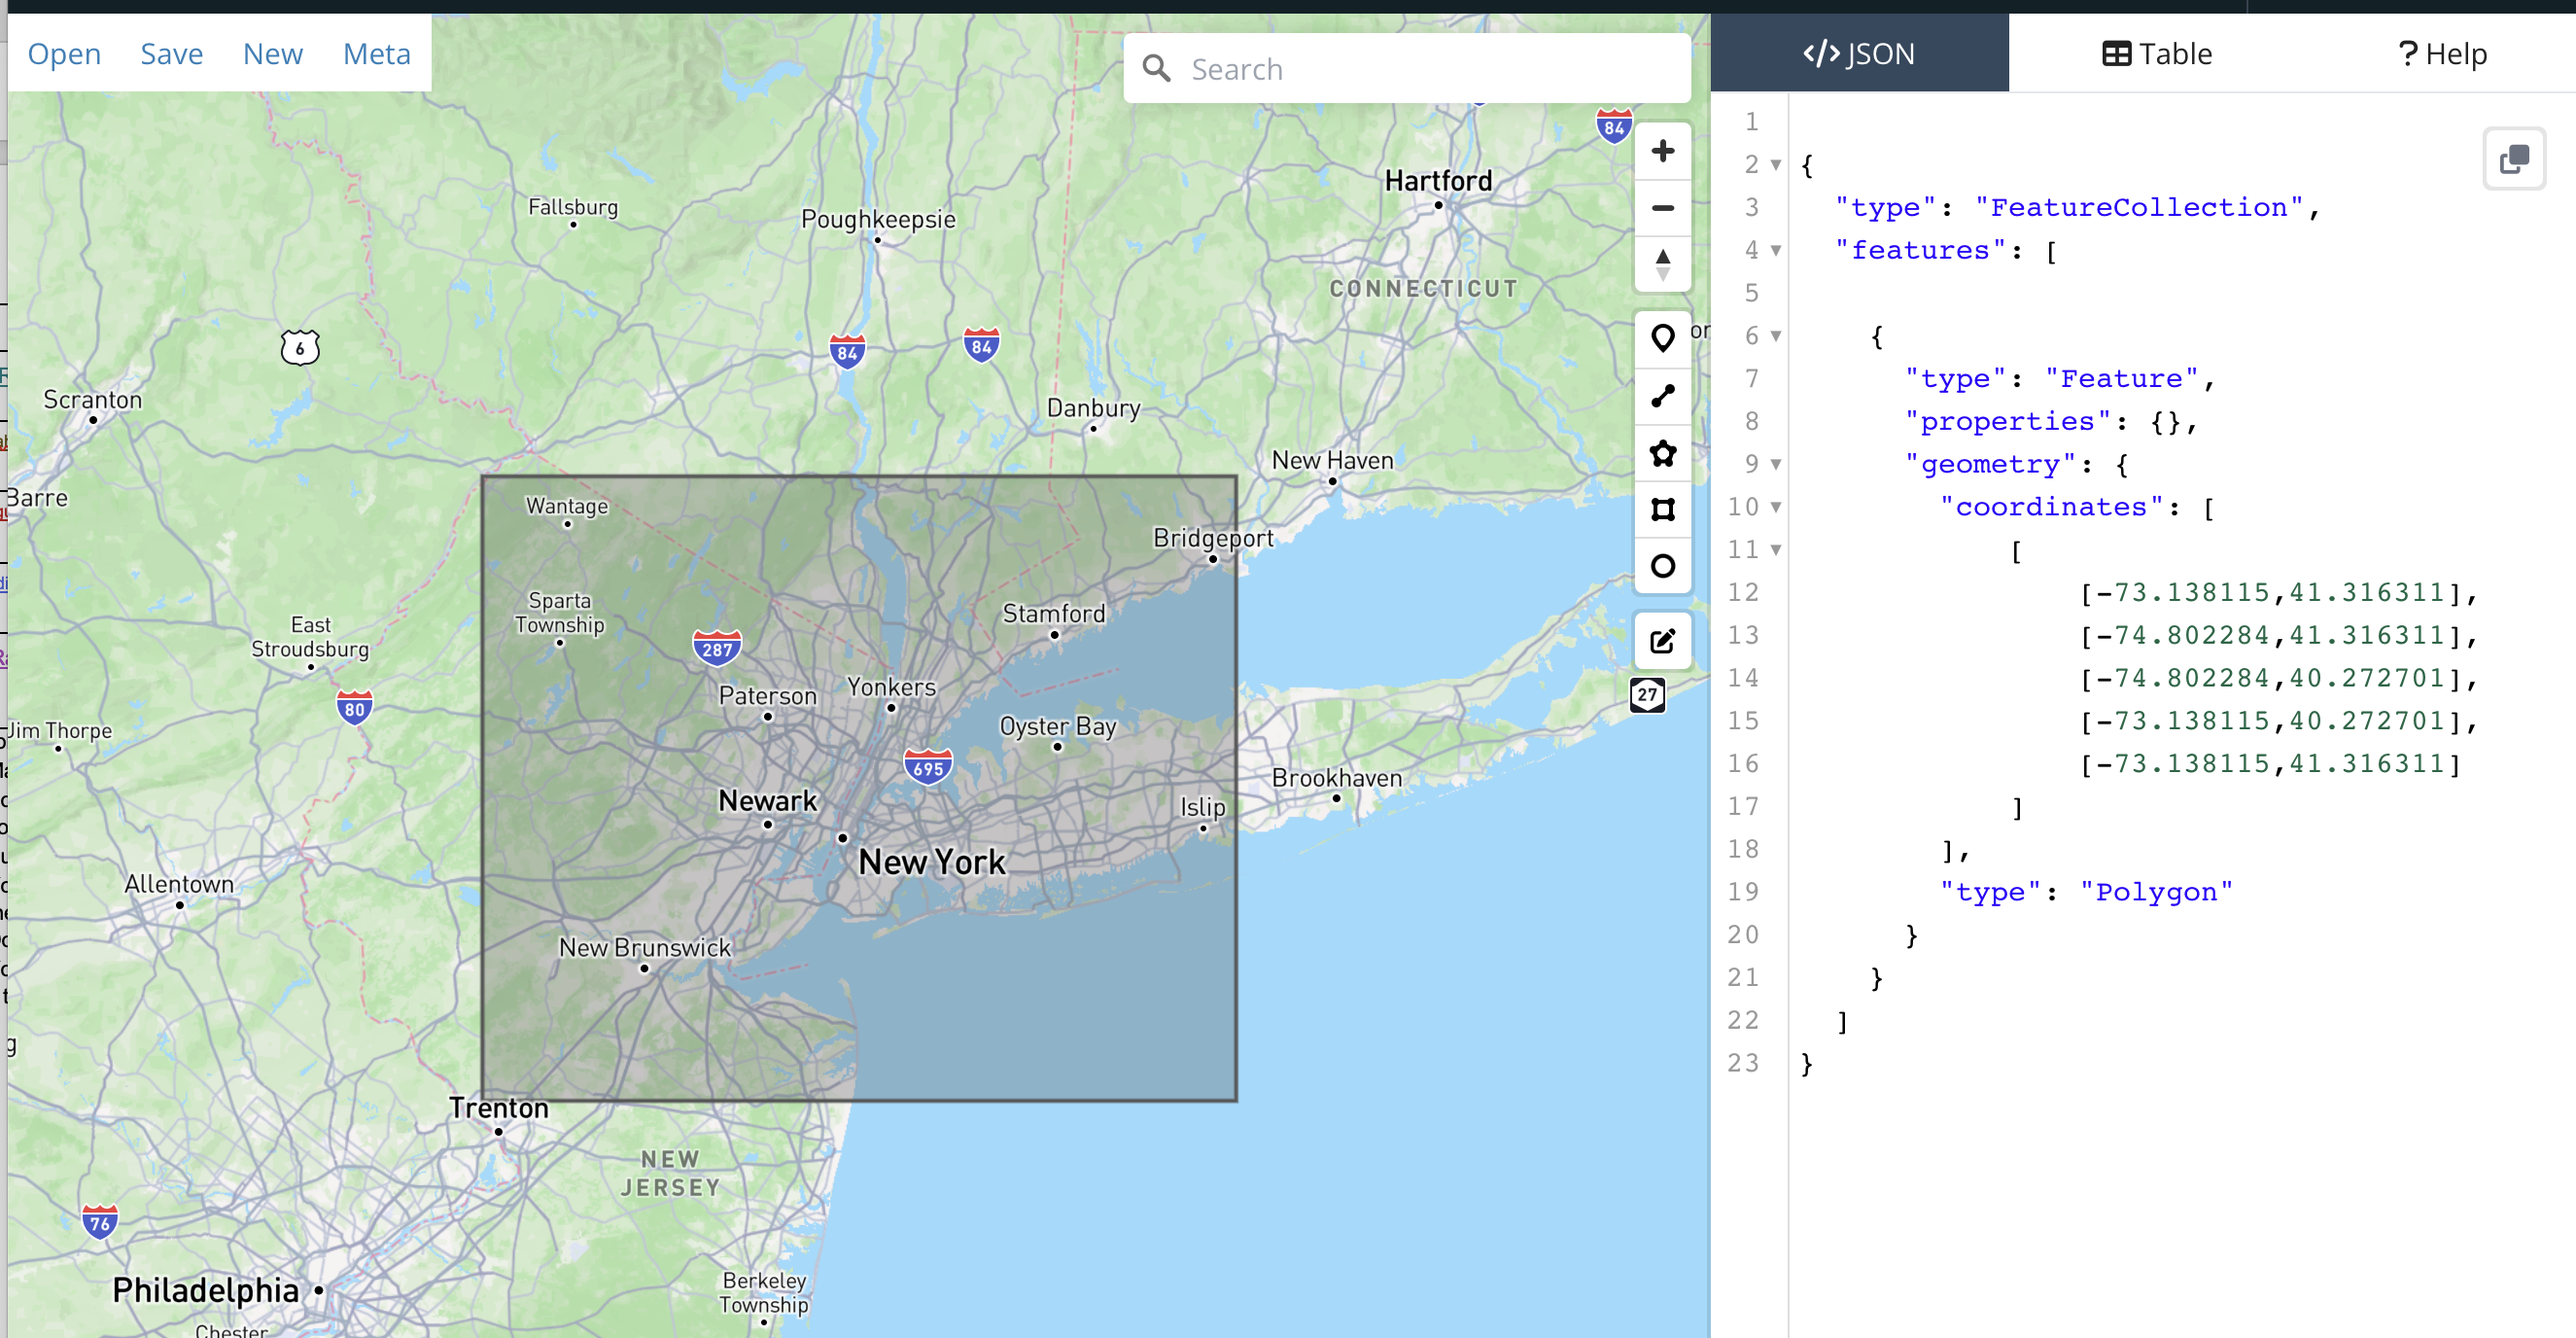 Open Save New Meta
Search
</> JSON
Table
? Help
84
Hartford
Fallsburg
Poughkeepsie
CONNECTICUT
6
84
84
Scranton
Danbury
New Haven
Barre
Wantage
Bridgeport
Sparta
Township
Stamford
East
Stroudsburg
287
Paterson
Yonkers
80
27
Jim Thorpe
Oyster Bay
695
Brookhaven
Newark
Islip
New York
Allentown
New Brunswick
Trenton
NEW
JERSEY
76
Philadelphia
Berkeley
Township
Chester
1
2 {
3 "type": "FeatureCollection",
4 "features": [
5
6 {
7 "type": "Feature",
8 "properties": {},
9 "geometry": {
10 "coordinates": [
11 [
12 [-73.138115,41.316311],
13 [-74.802284,41.316311],
14 [-74.802284,40.272701],
15 [-73.138115,40.272701],
16 [-73.138115,41.316311]
17 ]
18 ],
19 "type": "Polygon"
20 }
21 }
22 ]
23 }